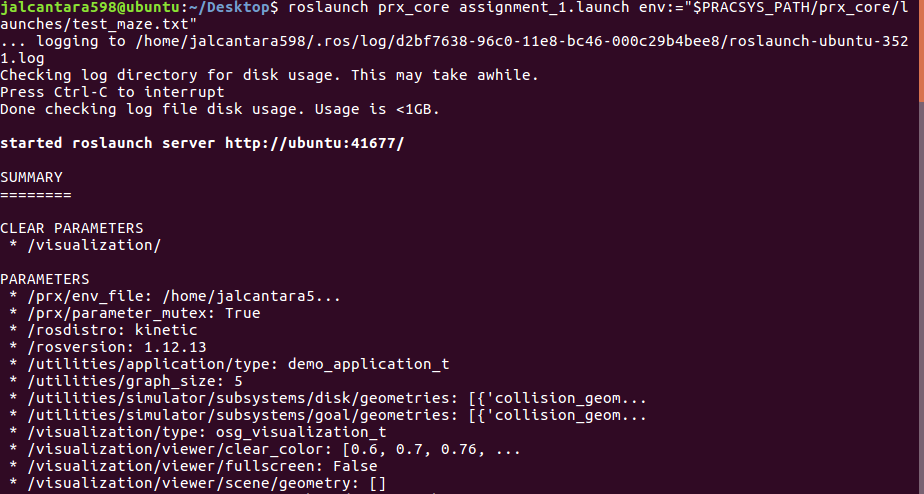 jalcantara598@ubuntu:~/Desktop$ roslaunch prx_core assignment_1.launch env:="$PRACSYS_PATH/prx_core/l
aunches/test_maze.txt"
... logging to /home/jalcantara598/.ros/log/d2bf7638-96c0-11e8-bc46-000c29b4bee8/roslaunch-ubuntu-352
1.log
Checking log directory for disk usage. This may take awhile.
Press Ctrl-C to interrupt
Done checking log file disk usage. Usage is <1GB.

started roslaunch server http://ubuntu:41677/

SUMMARY
========

CLEAR PARAMETERS
 * /visualization/

PARAMETERS
 * /prx/env_file: /home/jalcantara5...
 * /prx/parameter_mutex: True
 * /rosdistro: kinetic
 * /rosversion: 1.12.13
 * /utilities/application/type: demo_application_t
 * /utilities/graph_size: 5
 * /utilities/simulator/subsystems/disk/geometries: [{'collision_geom...
 * /utilities/simulator/subsystems/goal/geometries: [{'collision_geom...
 * /visualization/type: osg_visualization_t
 * /visualization/viewer/clear_color: [0.6, 0.7, 0.76, ...
 * /visualization/viewer/fullscreen: False
 * /visualization/viewer/scene/geometry: []